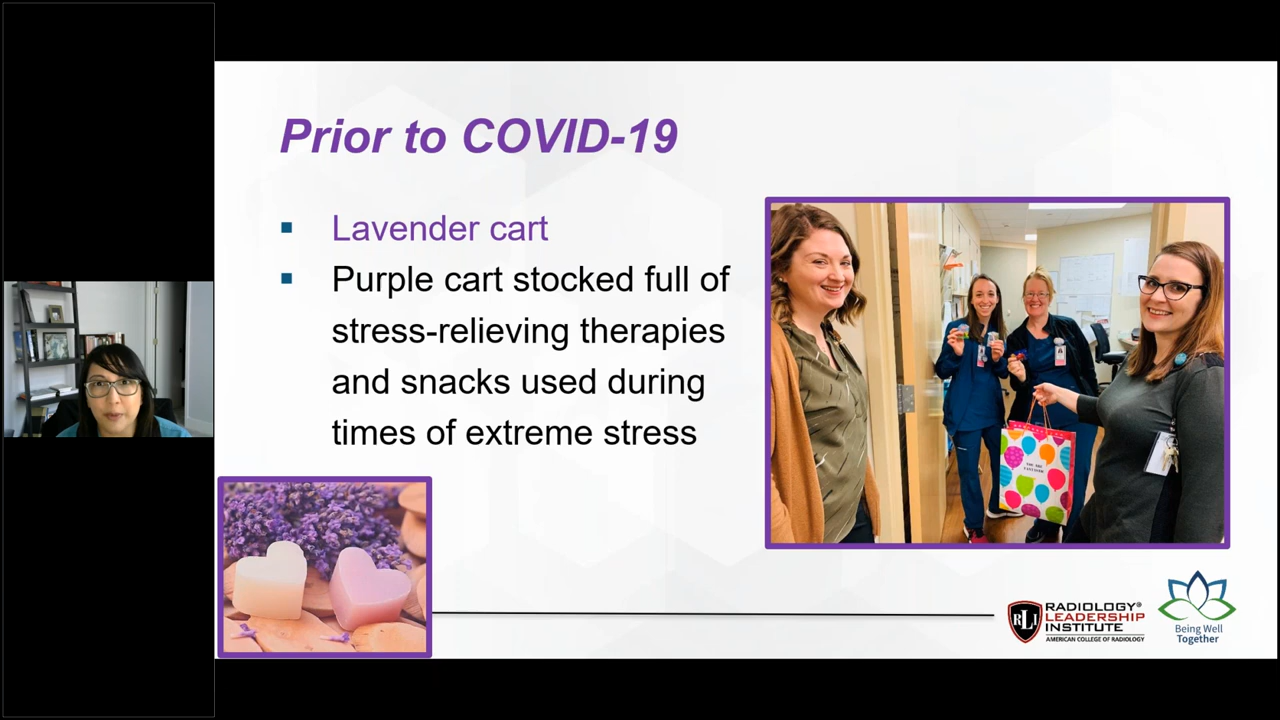 Prior to COVID-19
▪ Lavender cart
▪ Purple cart stocked full of
stress-relieving therapies
and snacks used during
times of extreme stress
RLI
RADIOLOGY®
LEADERSHIP
INSTITUTE
AMERICAN COLLEGE OF RADIOLOGY
Being Well
Together